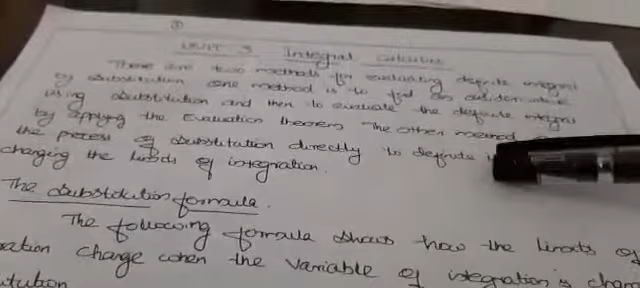 ①
UNIT 3 Integral Calculus
There are two methods for evaluating definite integral
by substitution one method is to find an antiderivative
using substitution and then to evaluate the definite integral
by applying the Evaluation theorem The other method
the process of substitution directly to definite
changing the limits of integration.
The substitution formula.
The following formula shows how the limits of
change when the variable of integration is